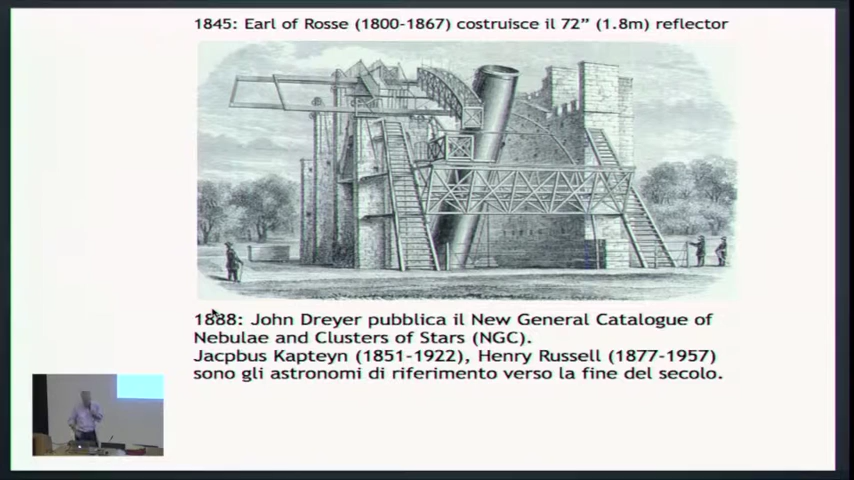 1845: Earl of Rosse (1800-1867) costruisce il 72” (1.8m) reflector
1888: John Dreyer pubblica il New General Catalogue of
Nebulae and Clusters of Stars (NGC).
Jacpbus Kapteyn (1851-1922), Henry Russell (1877-1957)
sono gli astronomi di riferimento verso la fine del secolo.